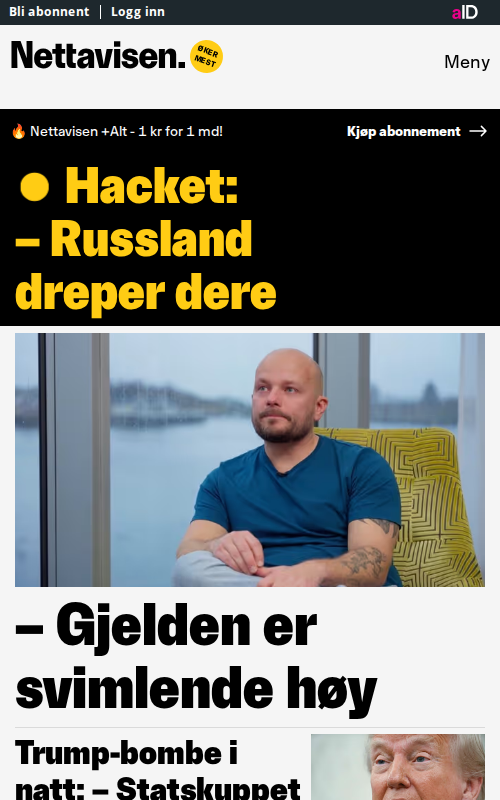 Bli abonnent Logg inn aID
Nettavisen. ØKER MEST
Meny
Nettavisen +Alt - 1 kr for 1 md! Kjøp abonnement
Hacket:
– Russland
dreper dere
– Gjelden er
svimlende høy
Trump-bombe i
natt: – Statskuppet